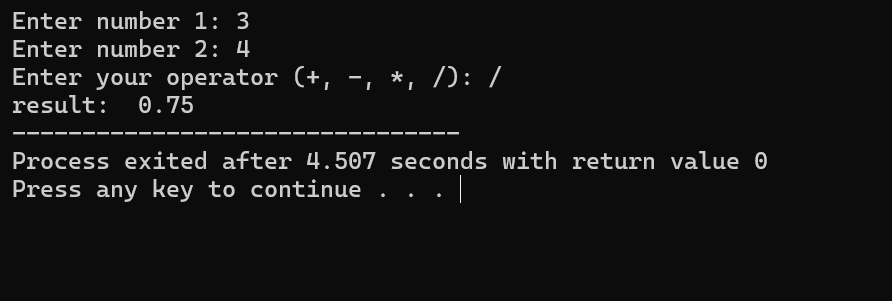 Enter number 1: 3
Enter number 2: 4
Enter your operator (+, -, *, /): /
result:  0.75
--------------------------------
Process exited after 4.507 seconds with return value 0
Press any key to continue . . .